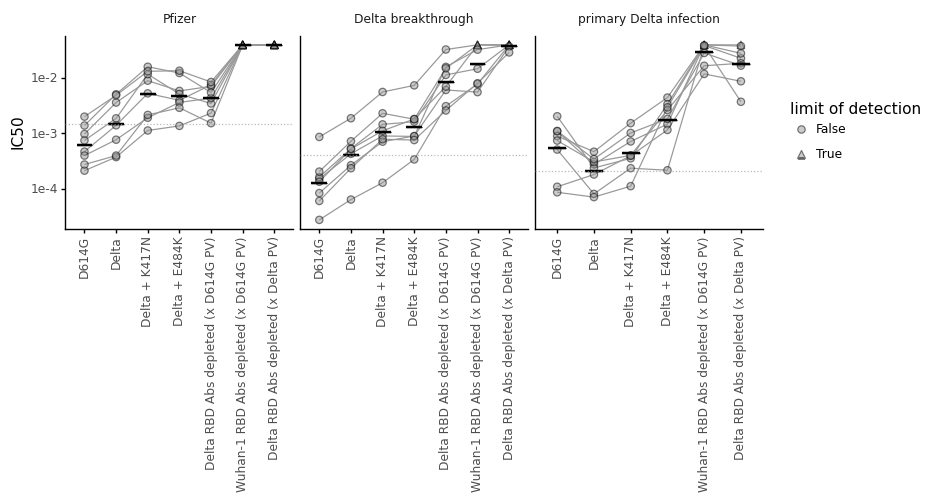 Pfizer
Delta breakthrough
primary Delta infection
IC50
1e-2
1e-3
1e-4
D614G
Delta
Delta + K417N
Delta + E484K
Delta RBD Abs depleted (x D614G PV)
Wuhan-1 RBD Abs depleted (x D614G PV)
Delta RBD Abs depleted (x Delta PV)
D614G
Delta
Delta + K417N
Delta + E484K
Delta RBD Abs depleted (x D614G PV)
Wuhan-1 RBD Abs depleted (x D614G PV)
Delta RBD Abs depleted (x Delta PV)
D614G
Delta
Delta + K417N
Delta + E484K
Wuhan-1 RBD Abs depleted (x D614G PV)
Delta RBD Abs depleted (x Delta PV)
limit of detection
False
True